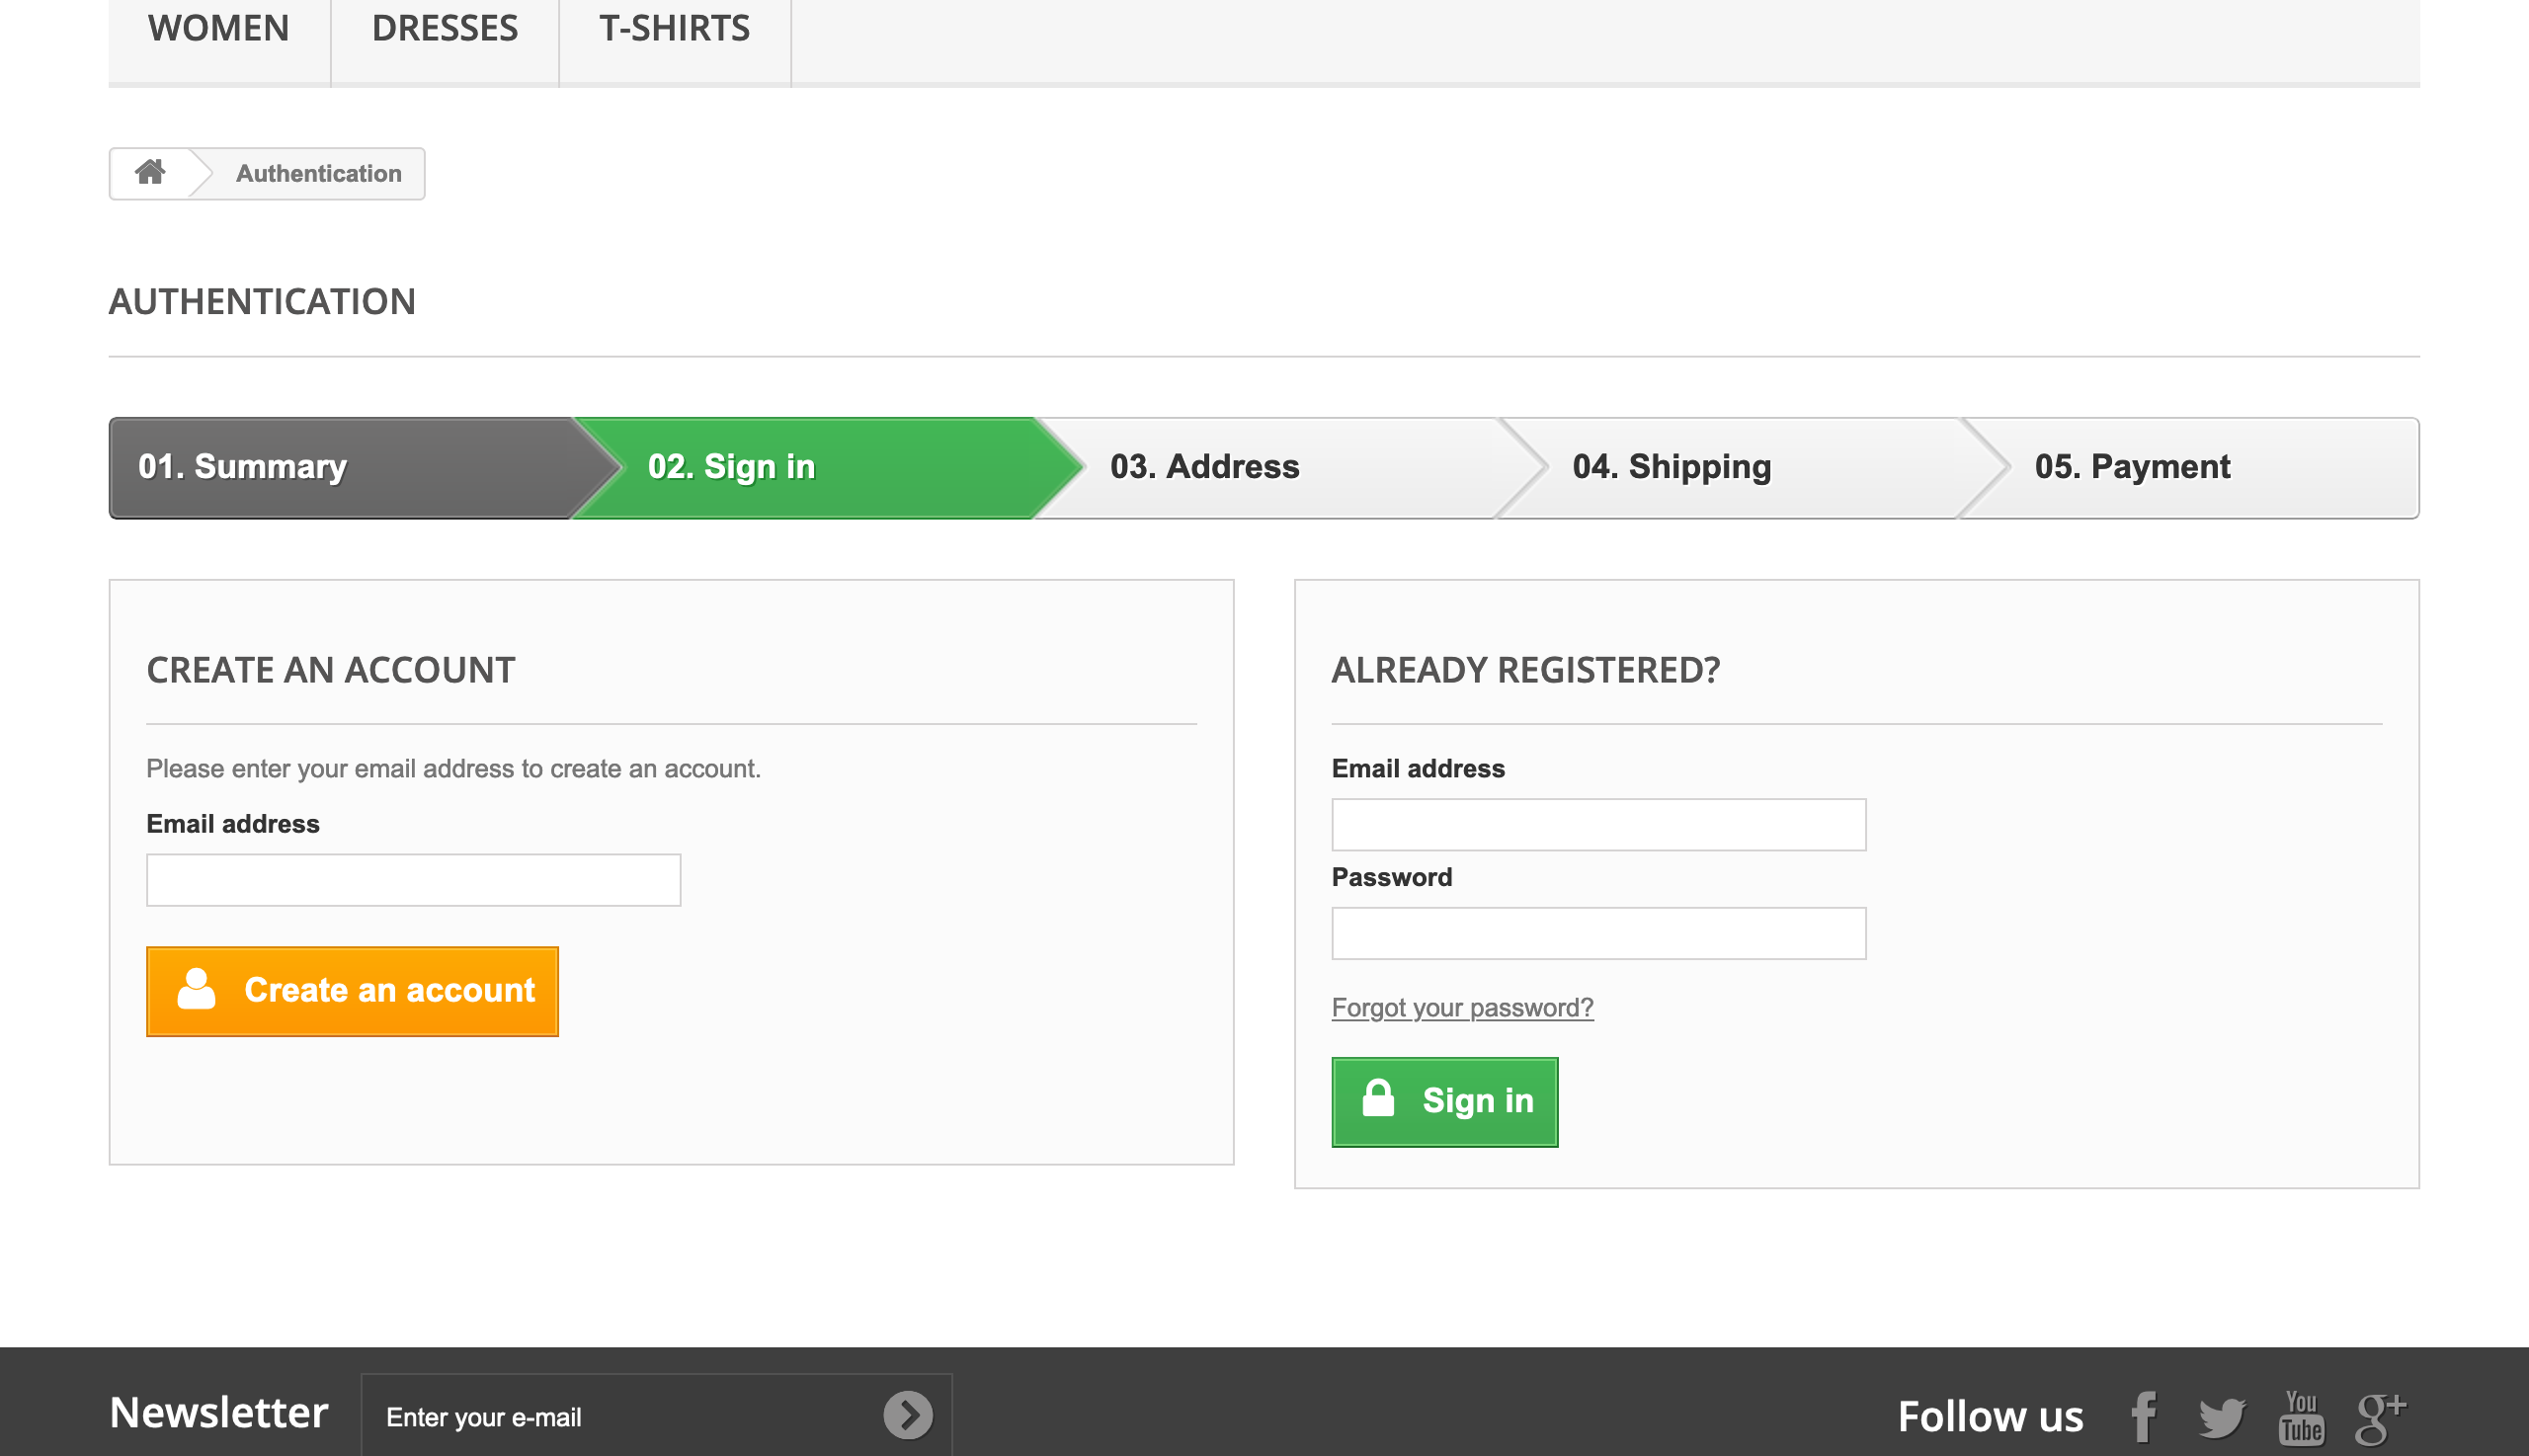 WOMEN DRESSES T-SHIRTS
Authentication
AUTHENTICATION
01. Summary 02. Sign in 03. Address 04. Shipping 05. Payment
CREATE AN ACCOUNT
Please enter your email address to create an account.
Email address
Create an account
ALREADY REGISTERED?
Email address
Password
Forgot your password?
Sign in
Newsletter Enter your e-mail
Follow us f You Tube g+